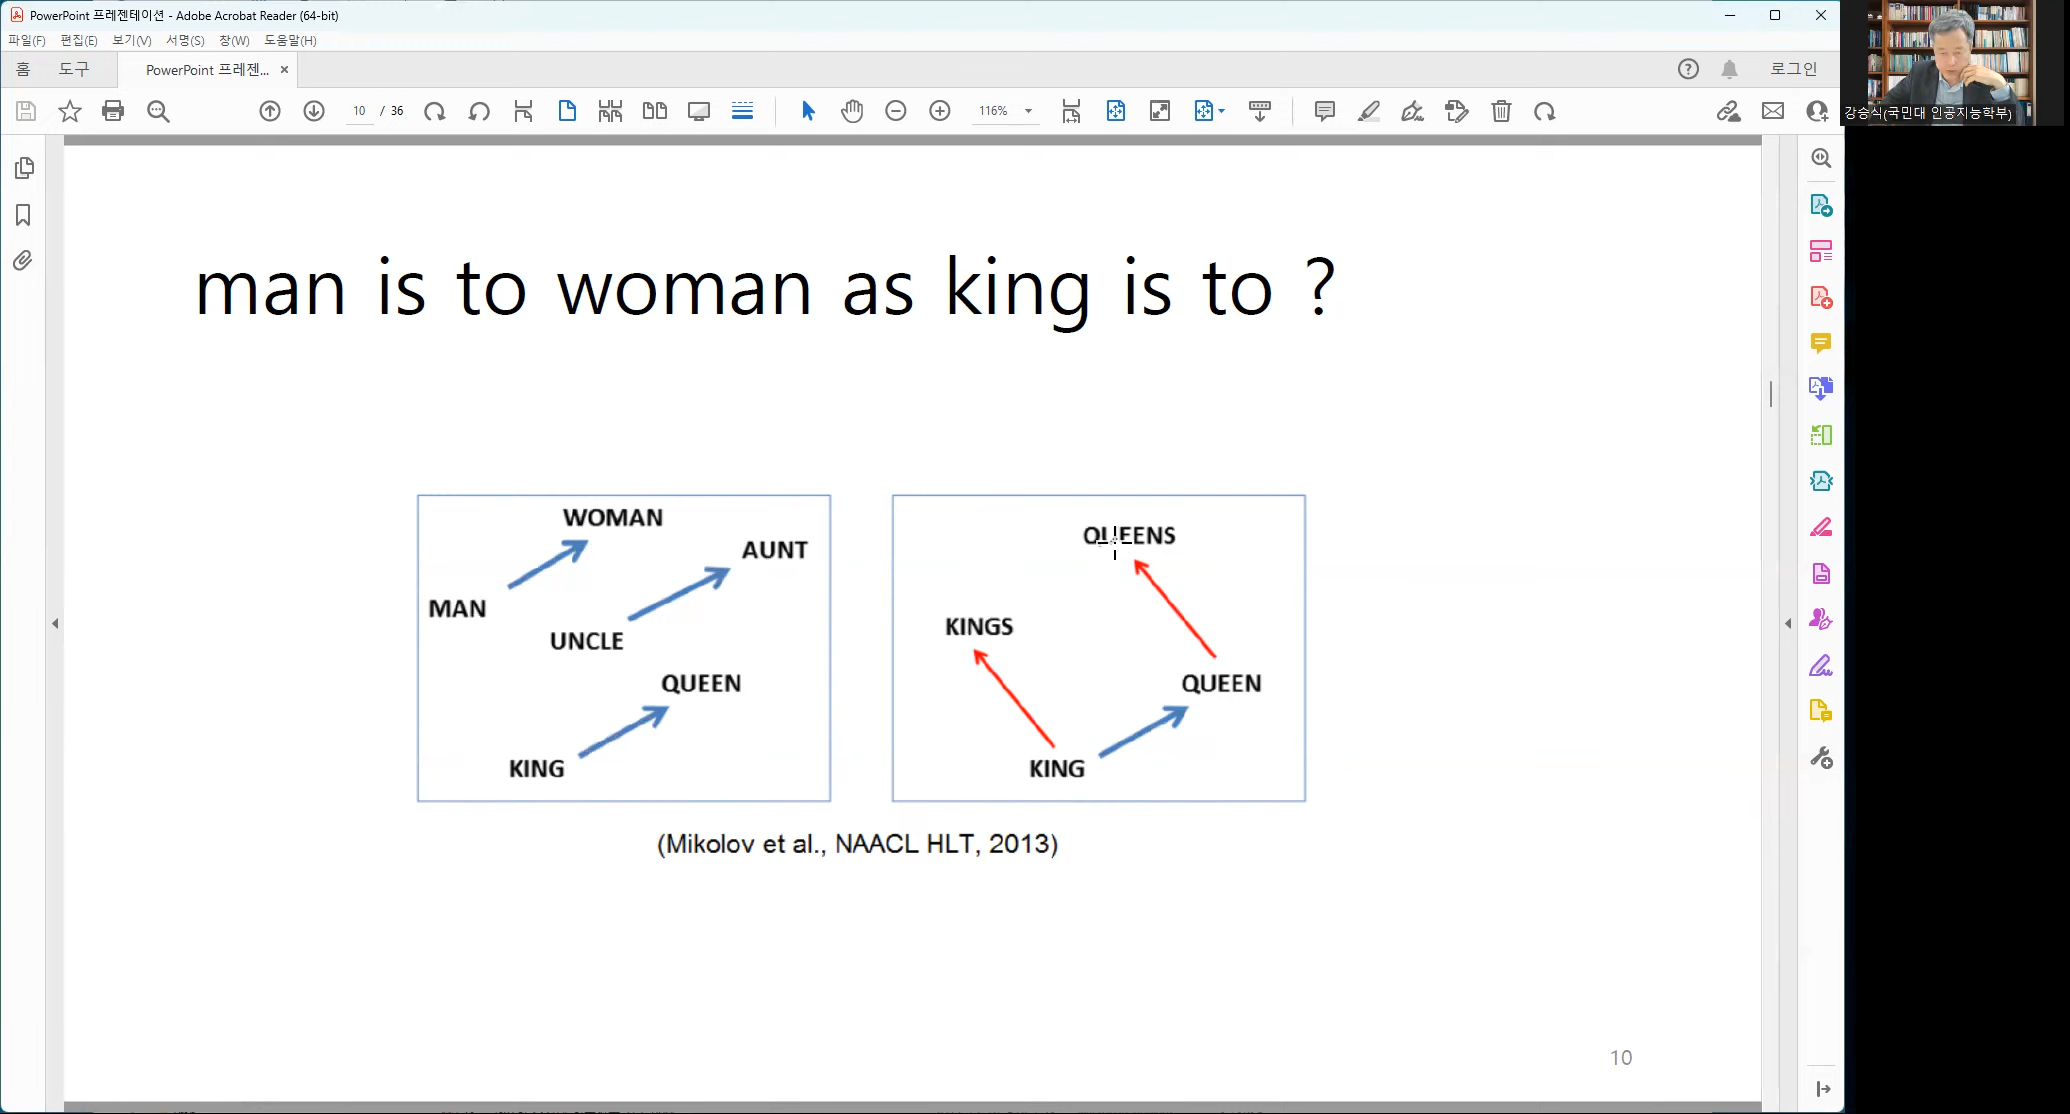 PowerPoint 프레젠테이션 - Adobe Acrobat Reader (64-bit)
파일(F) 편집(E) 보기(V) 서명(S) 창(W) 도움말(H)
홈 도구 PowerPoint 프레젠... × 로그인
10 / 36 116%
강승식(국민대 인공지능학부)
man is to woman as king is to ?
WOMAN
AUNT
MAN
UNCLE
QUEEN
KING
QUEENS
KINGS
QUEEN
KING
(Mikolov et al., NAACL HLT, 2013)
10